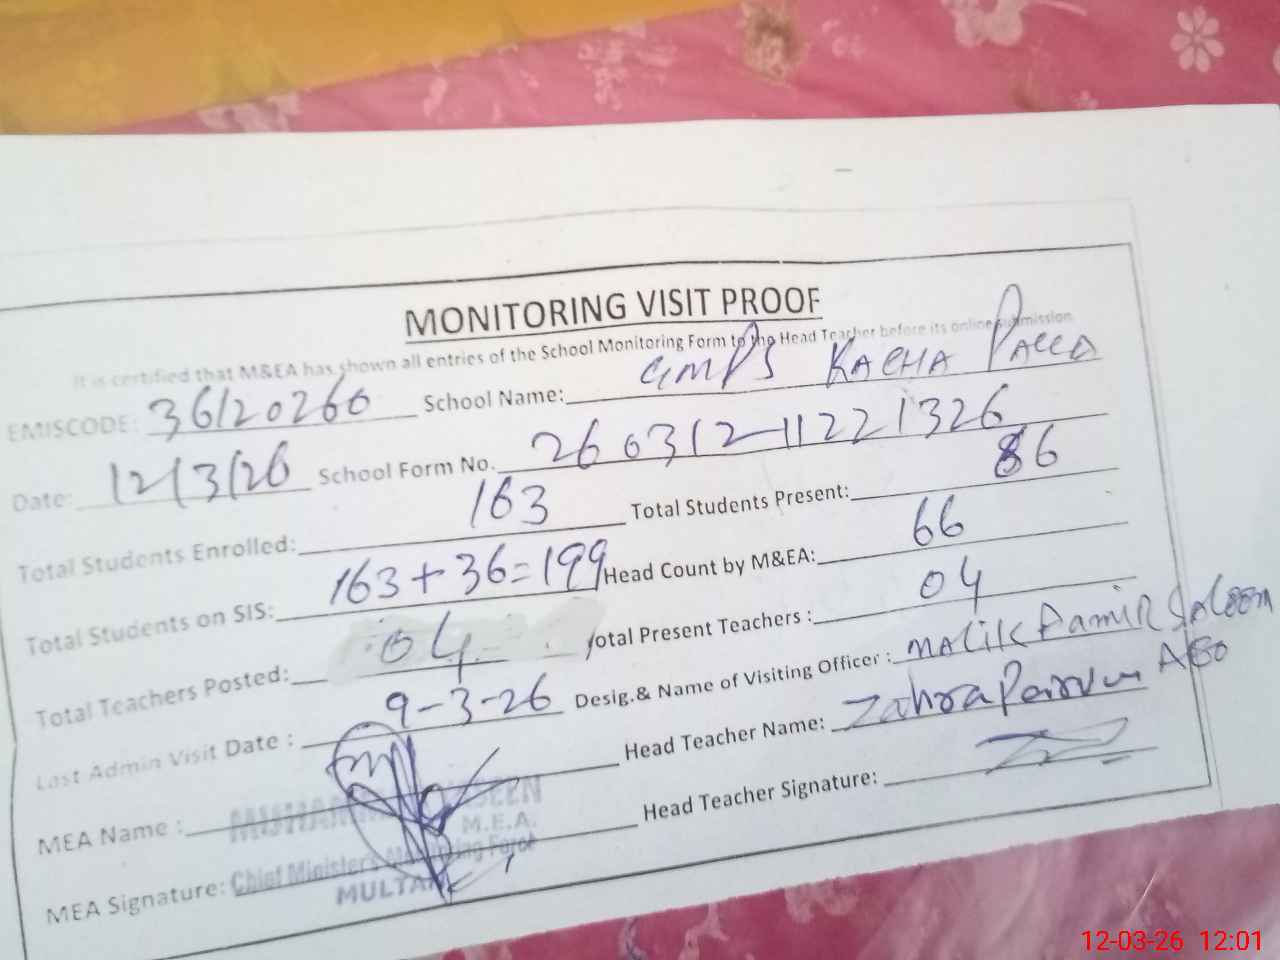 MONITORING VISIT PROOF
It is certified that M&EA has shown all entries of the School Monitoring Form to the Head Teacher before its online submission
EMISCODE: 36120260 School Name: GMPS KACHA PACCA
Date: 12/3/26 School Form No. 260312-11221326
Total Students Enrolled: 163 Total Students Present: 86
Total Students on SIS: 163+36=199 Head Count by M&EA: 66
Total Teachers Posted: 04 Total Present Teachers : 04
Last Admin Visit Date : 9-3-26 Desig.& Name of Visiting Officer : MALIK Saleem AEO
MEA Name : Head Teacher Name: Zahra Parveen
MEA Signature: Head Teacher Signature:
M.E.A.
Chief Minister's Monitoring Force
MULTAN
12-03-26 12:01